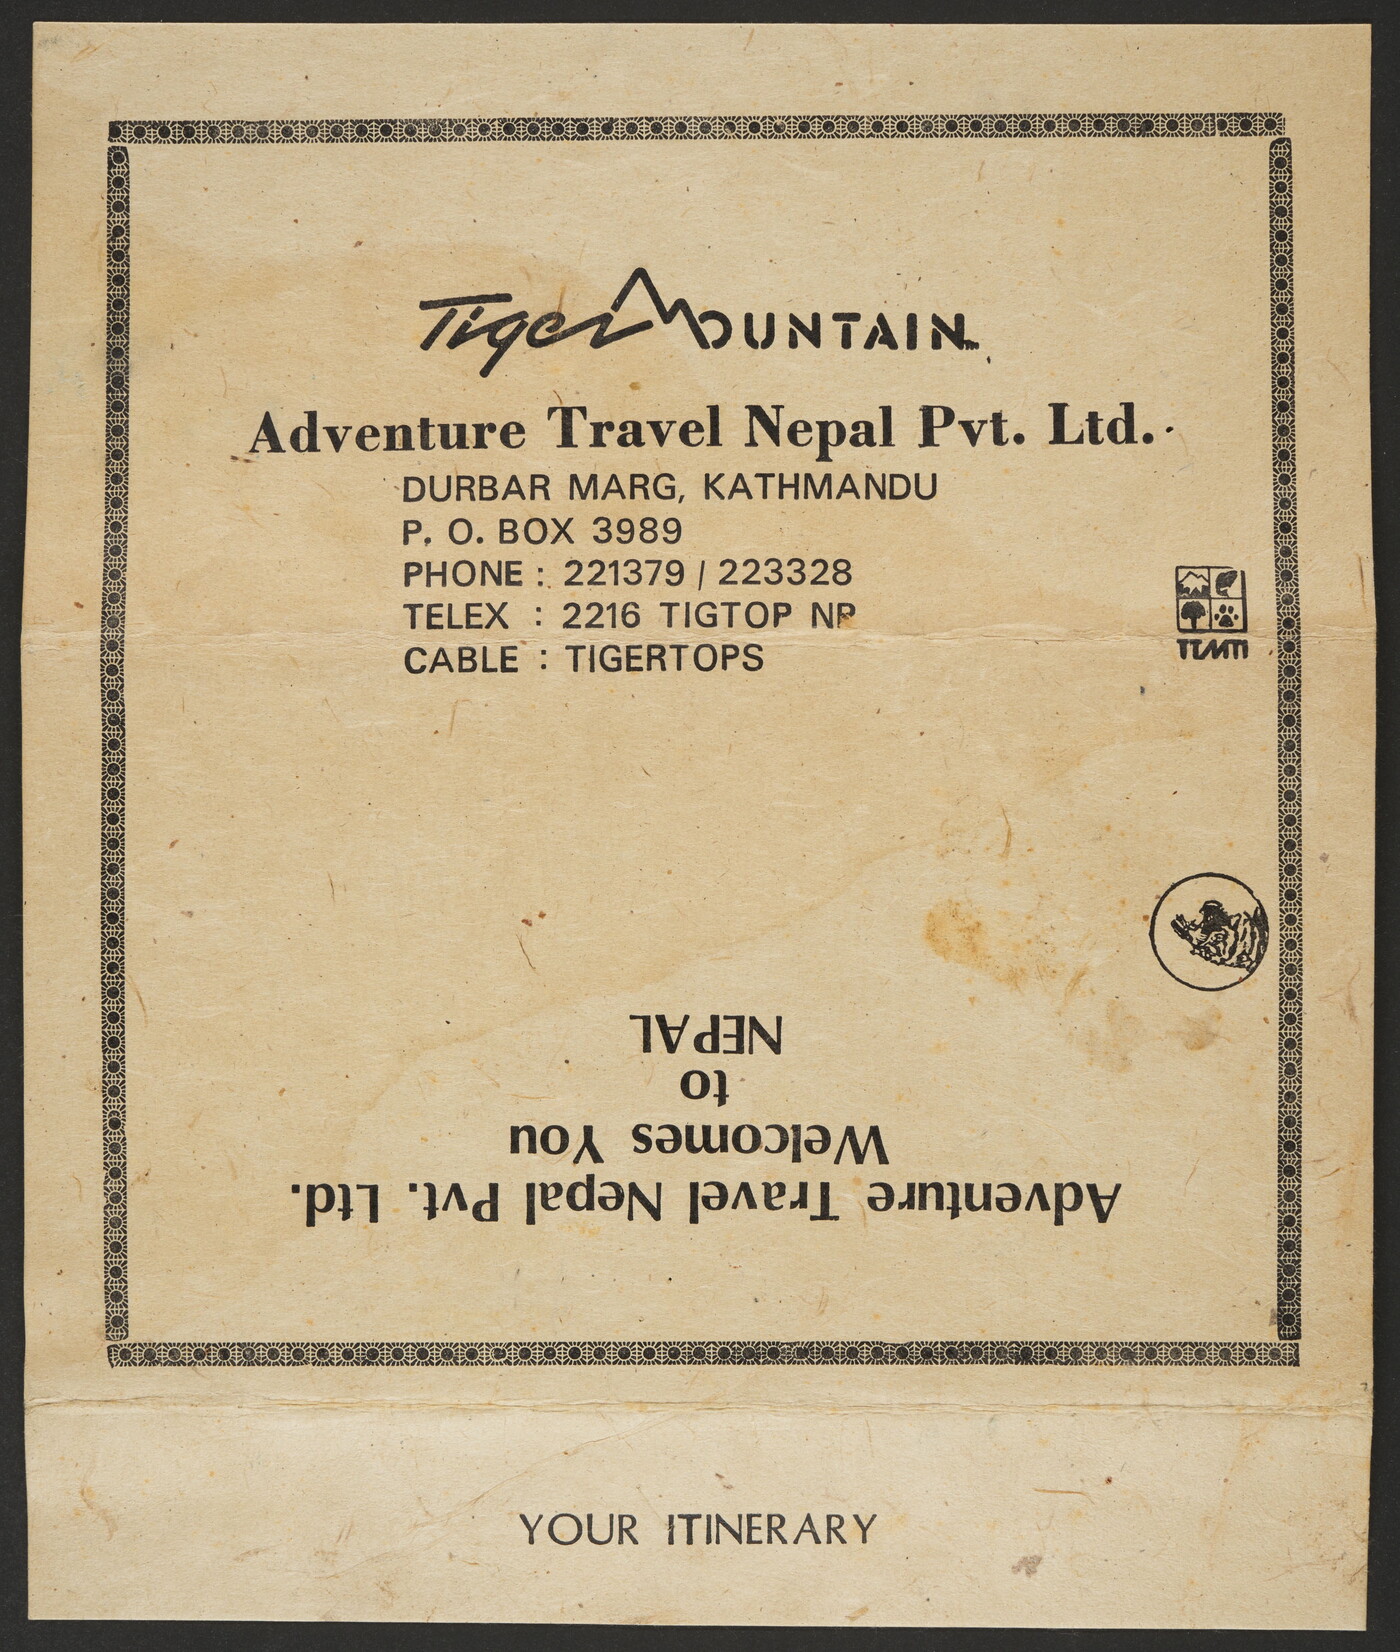 Tiger MOUNTAIN
Adventure Travel Nepal Pvt. Ltd.
DURBAR MARG, KATHMANDU
P. O. BOX 3989
PHONE : 221379 / 223328
TELEX : 2216 TIGTOP NP
CABLE : TIGERTOPS
Adventure Travel Nepal Pvt. Ltd.
Welcomes You
to
NEPAL
YOUR ITINERARY